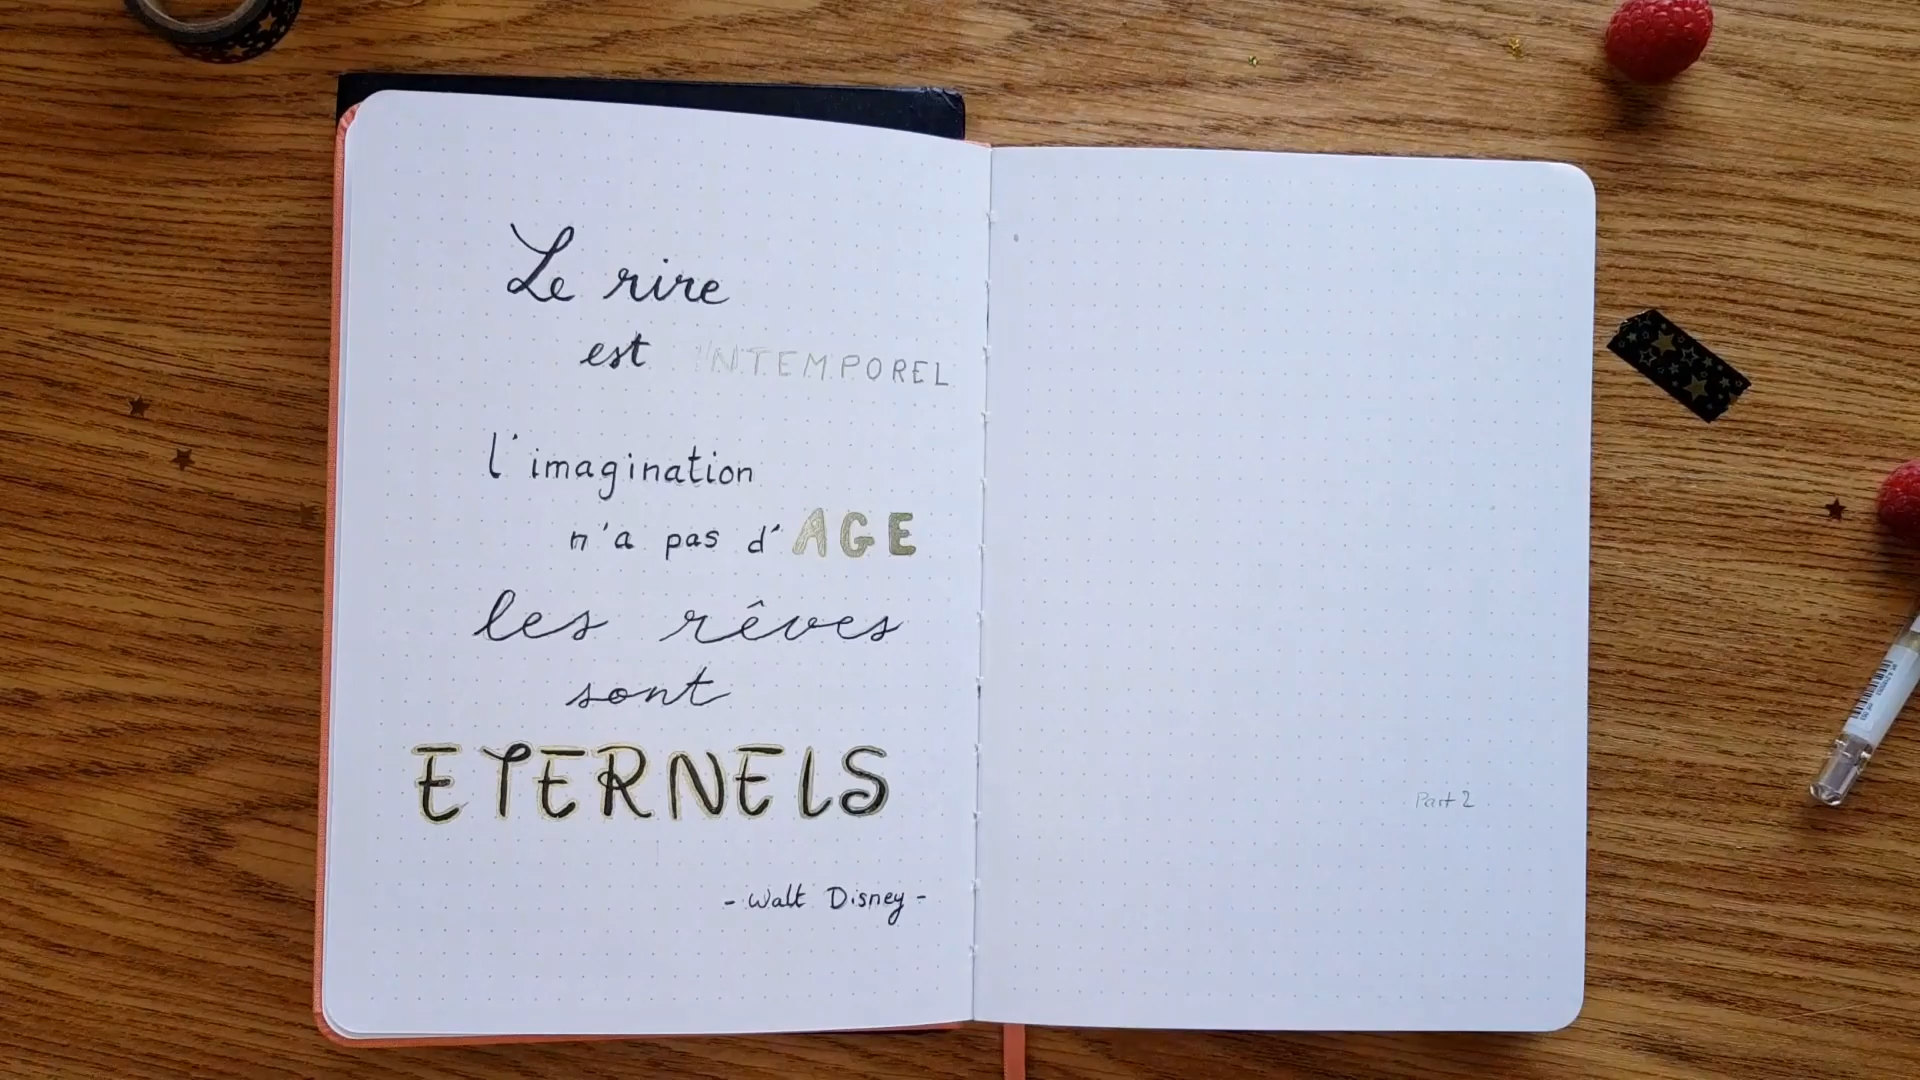 Le rire
est INTEMPOREL
l'imagination
n'a pas d'AGE
les rêves
sont
ETERNELS
- Walt Disney -
Part 2